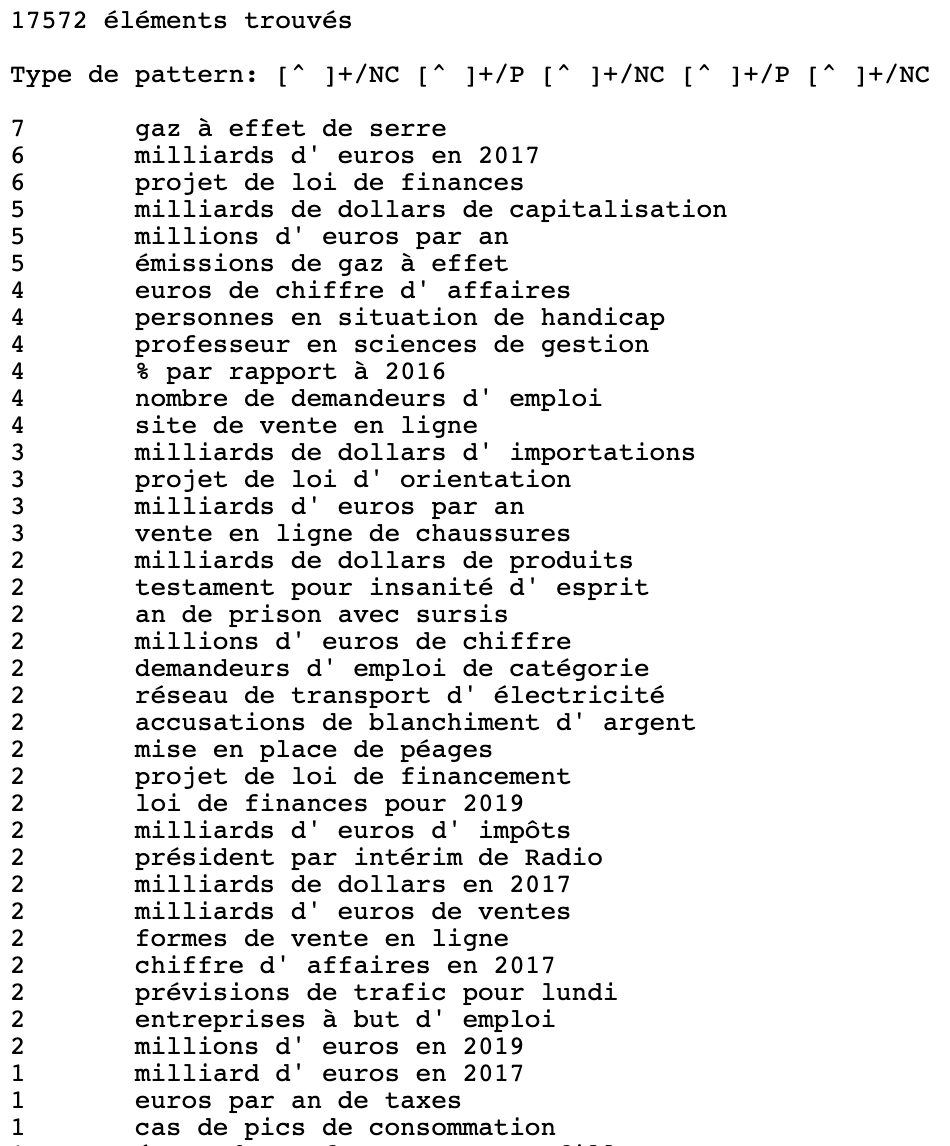 17572 éléments trouvés
Type de pattern: [^ ]+/NC [^ ]+/P [^ ]+/NC [^ ]+/P [^ ]+/NC
7 gaz à effet de serre
6 milliards d' euros en 2017
6 projet de loi de finances
5 milliards de dollars de capitalisation
5 millions d' euros par an
5 émissions de gaz à effet
4 euros de chiffre d' affaires
4 personnes en situation de handicap
4 professeur en sciences de gestion
4 % par rapport à 2016
4 nombre de demandeurs d' emploi
4 site de vente en ligne
3 milliards de dollars d' importations
3 projet de loi d' orientation
3 milliards d' euros par an
3 vente en ligne de chaussures
2 milliards de dollars de produits
2 testament pour insanité d' esprit
2 an de prison avec sursis
2 millions d' euros de chiffre
2 demandeurs d' emploi de catégorie
2 réseau de transport d' électricité
2 accusations de blanchiment d' argent
2 mise en place de péages
2 projet de loi de financement
2 loi de finances pour 2019
2 milliards d' euros d' impôts
2 président par intérim de Radio
2 milliards de dollars en 2017
2 milliards d' euros de ventes
2 formes de vente en ligne
2 chiffre d' affaires en 2017
2 prévisions de trafic pour lundi
2 entreprises à but d' emploi
2 millions d' euros en 2019
1 milliard d' euros en 2017
1 euros par an de taxes
1 cas de pics de consommation